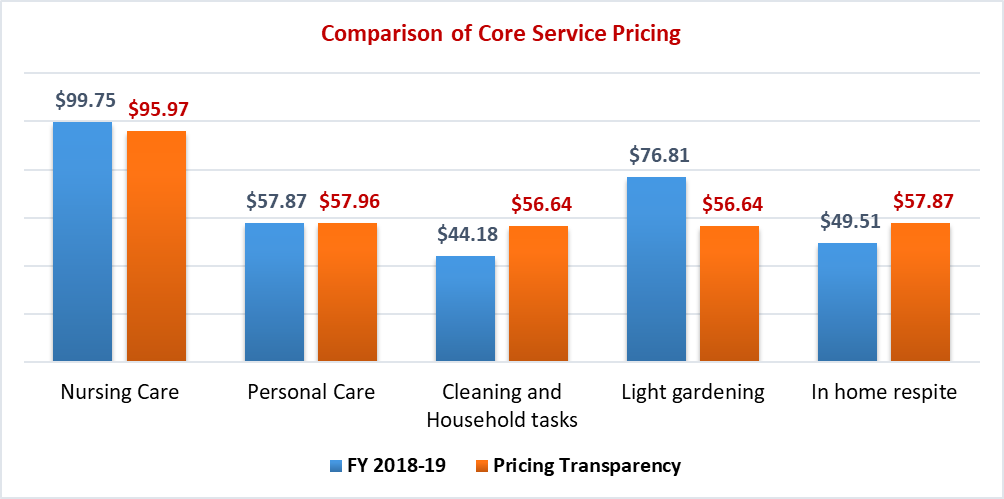 Comparison of Core Service Pricing
$99.75
$95.97
$57.87
$57.96
$44.18
$56.64
$76.81
$56.64
$49.51
$57.87
Nursing Care
Personal Care
Cleaning and
Household tasks
Light gardening
In home respite
FY 2018-19
Pricing Transparency